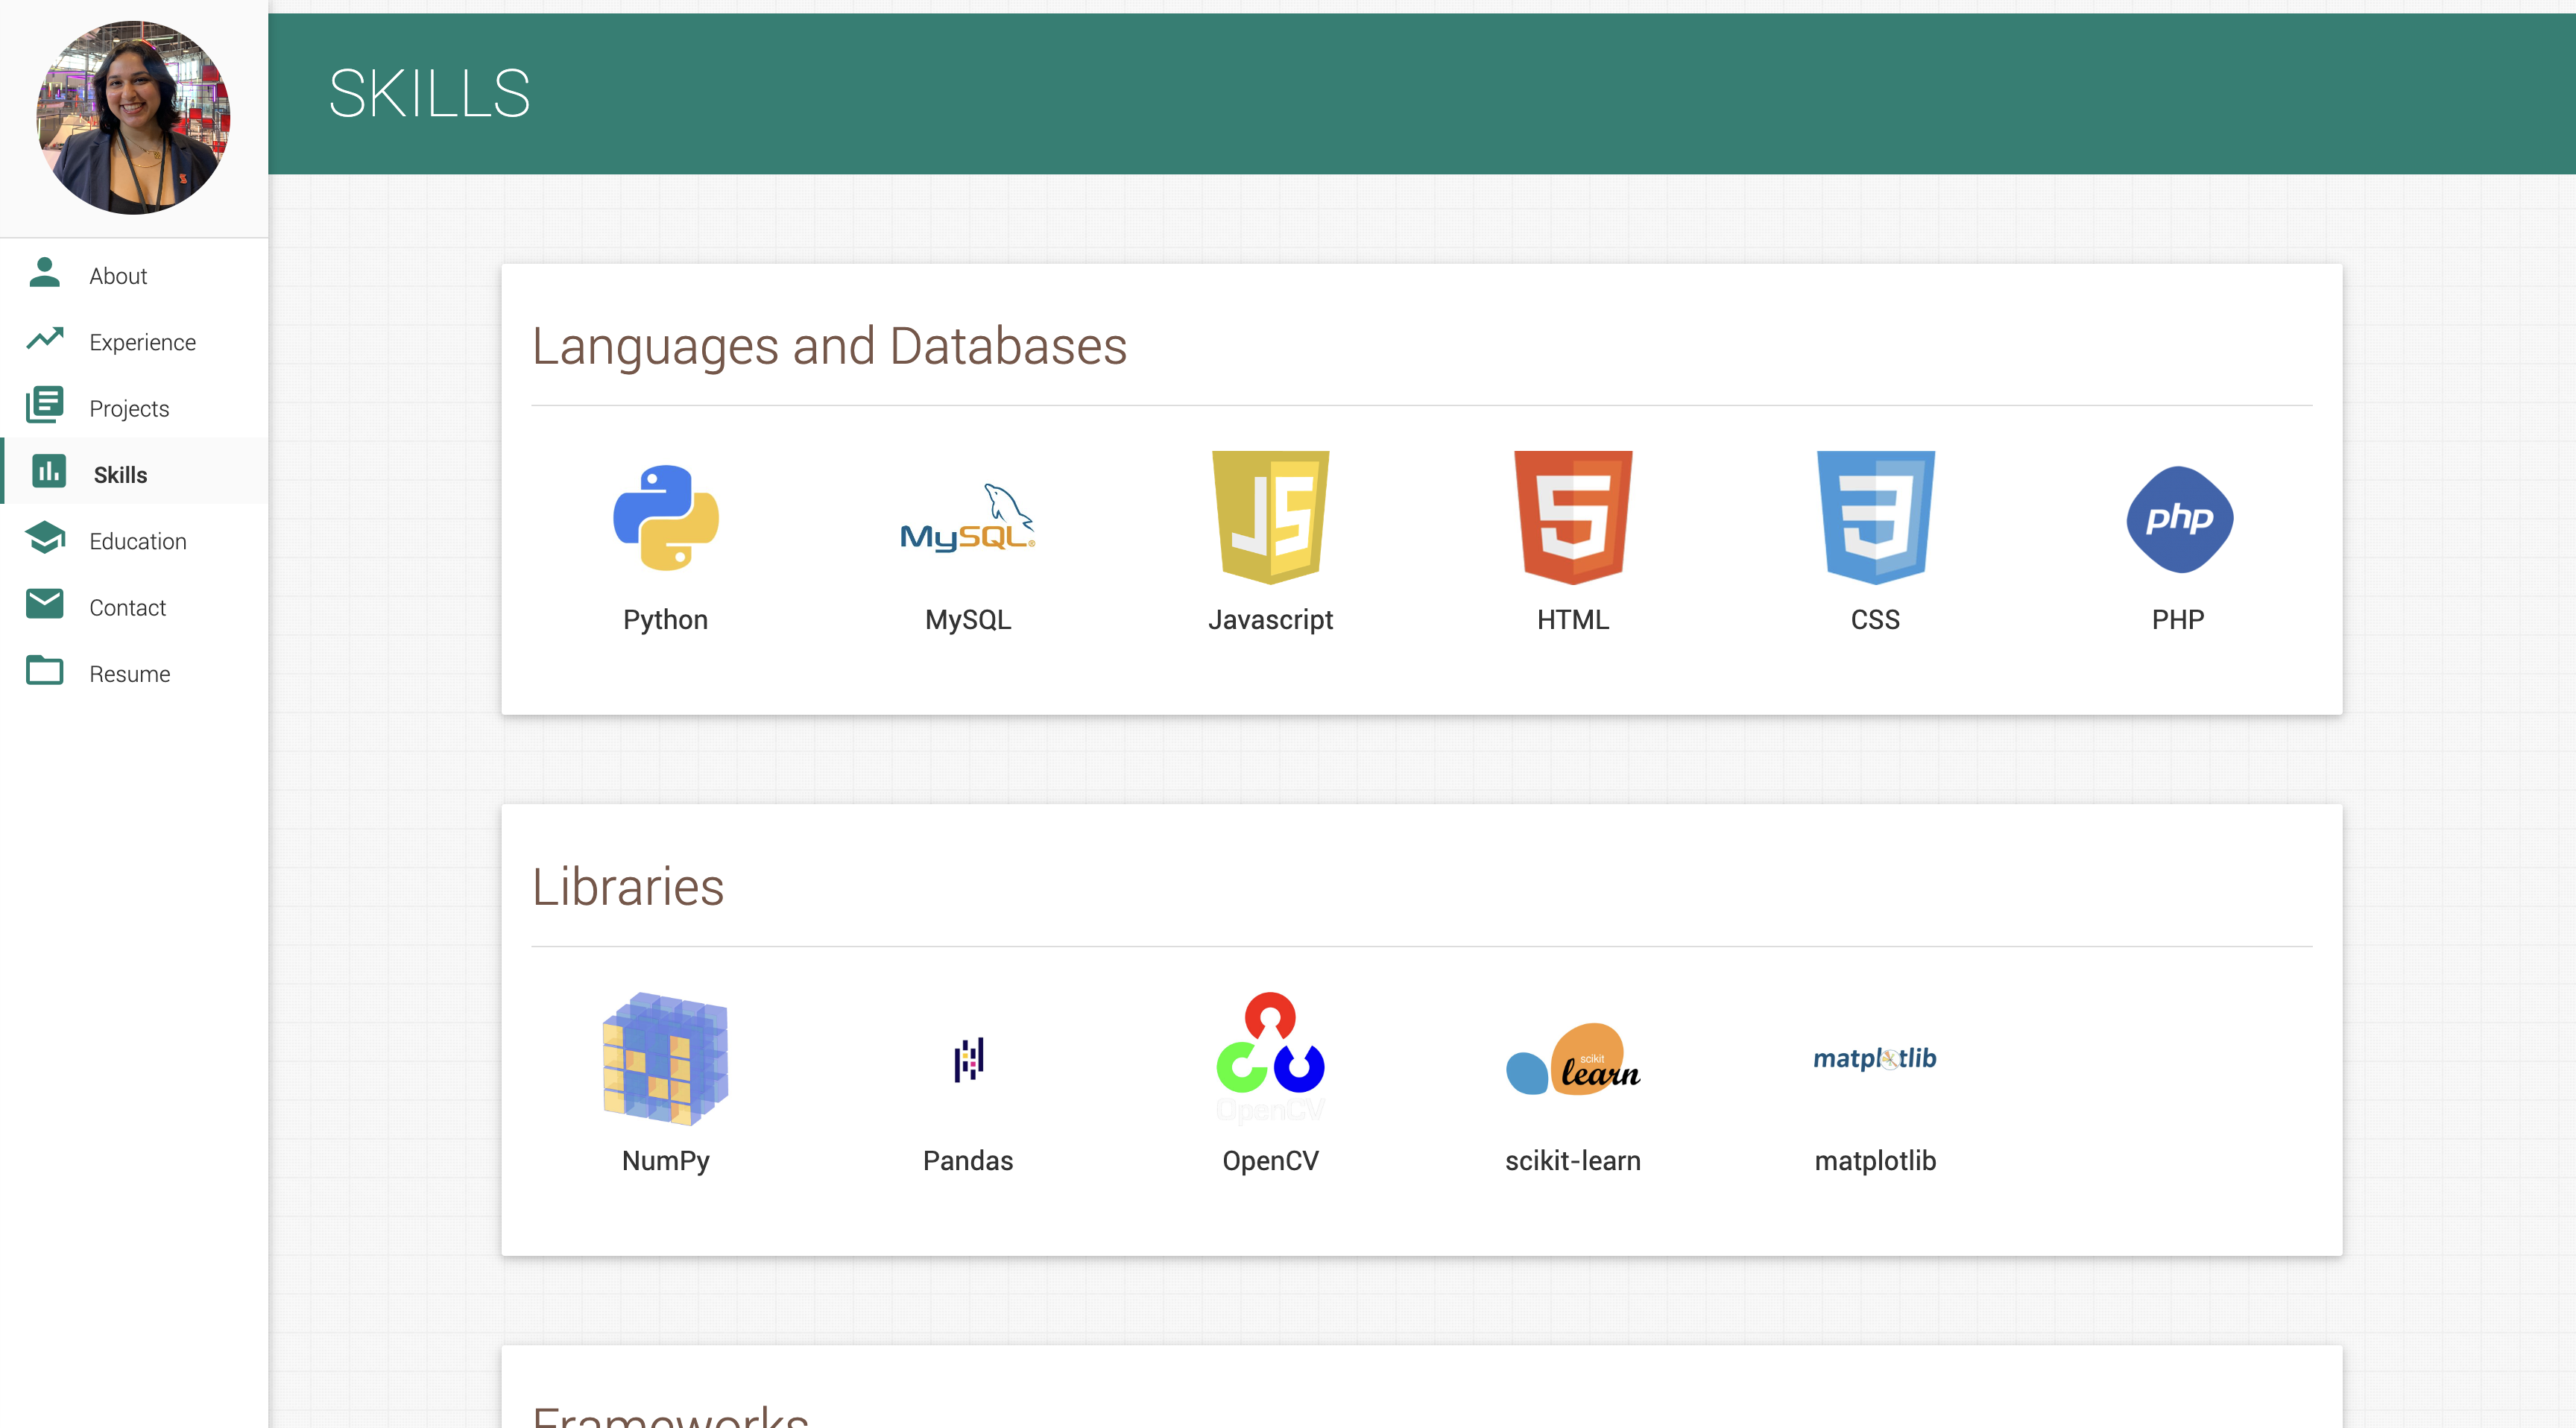 SKILLS
About
Experience
Projects
Skills
Education
Contact
Resume
Languages and Databases
MySQL®
JS
5
3
php
Python
MySQL
Javascript
HTML
CSS
PHP
Libraries
OpenCV
scikit
learn
matplotlib
NumPy
Pandas
OpenCV
scikit-learn
matplotlib
Frameworks